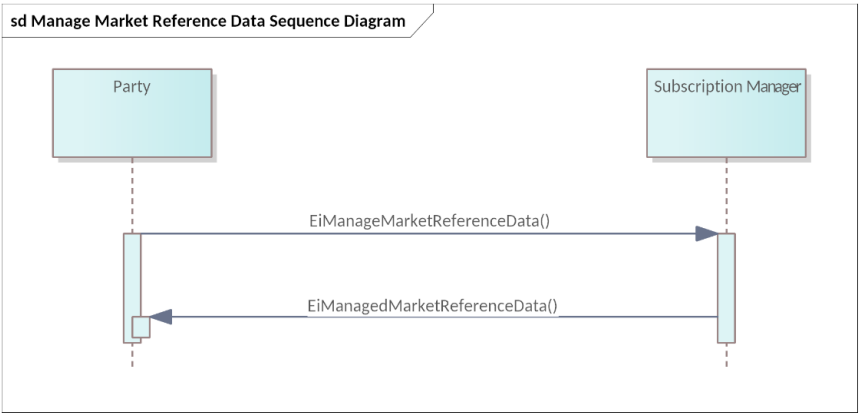 sd Manage Market Reference Data Sequence Diagram
Party
Subscription Manager
EiManageMarketReferenceData()
EiManagedMarketReferenceData()